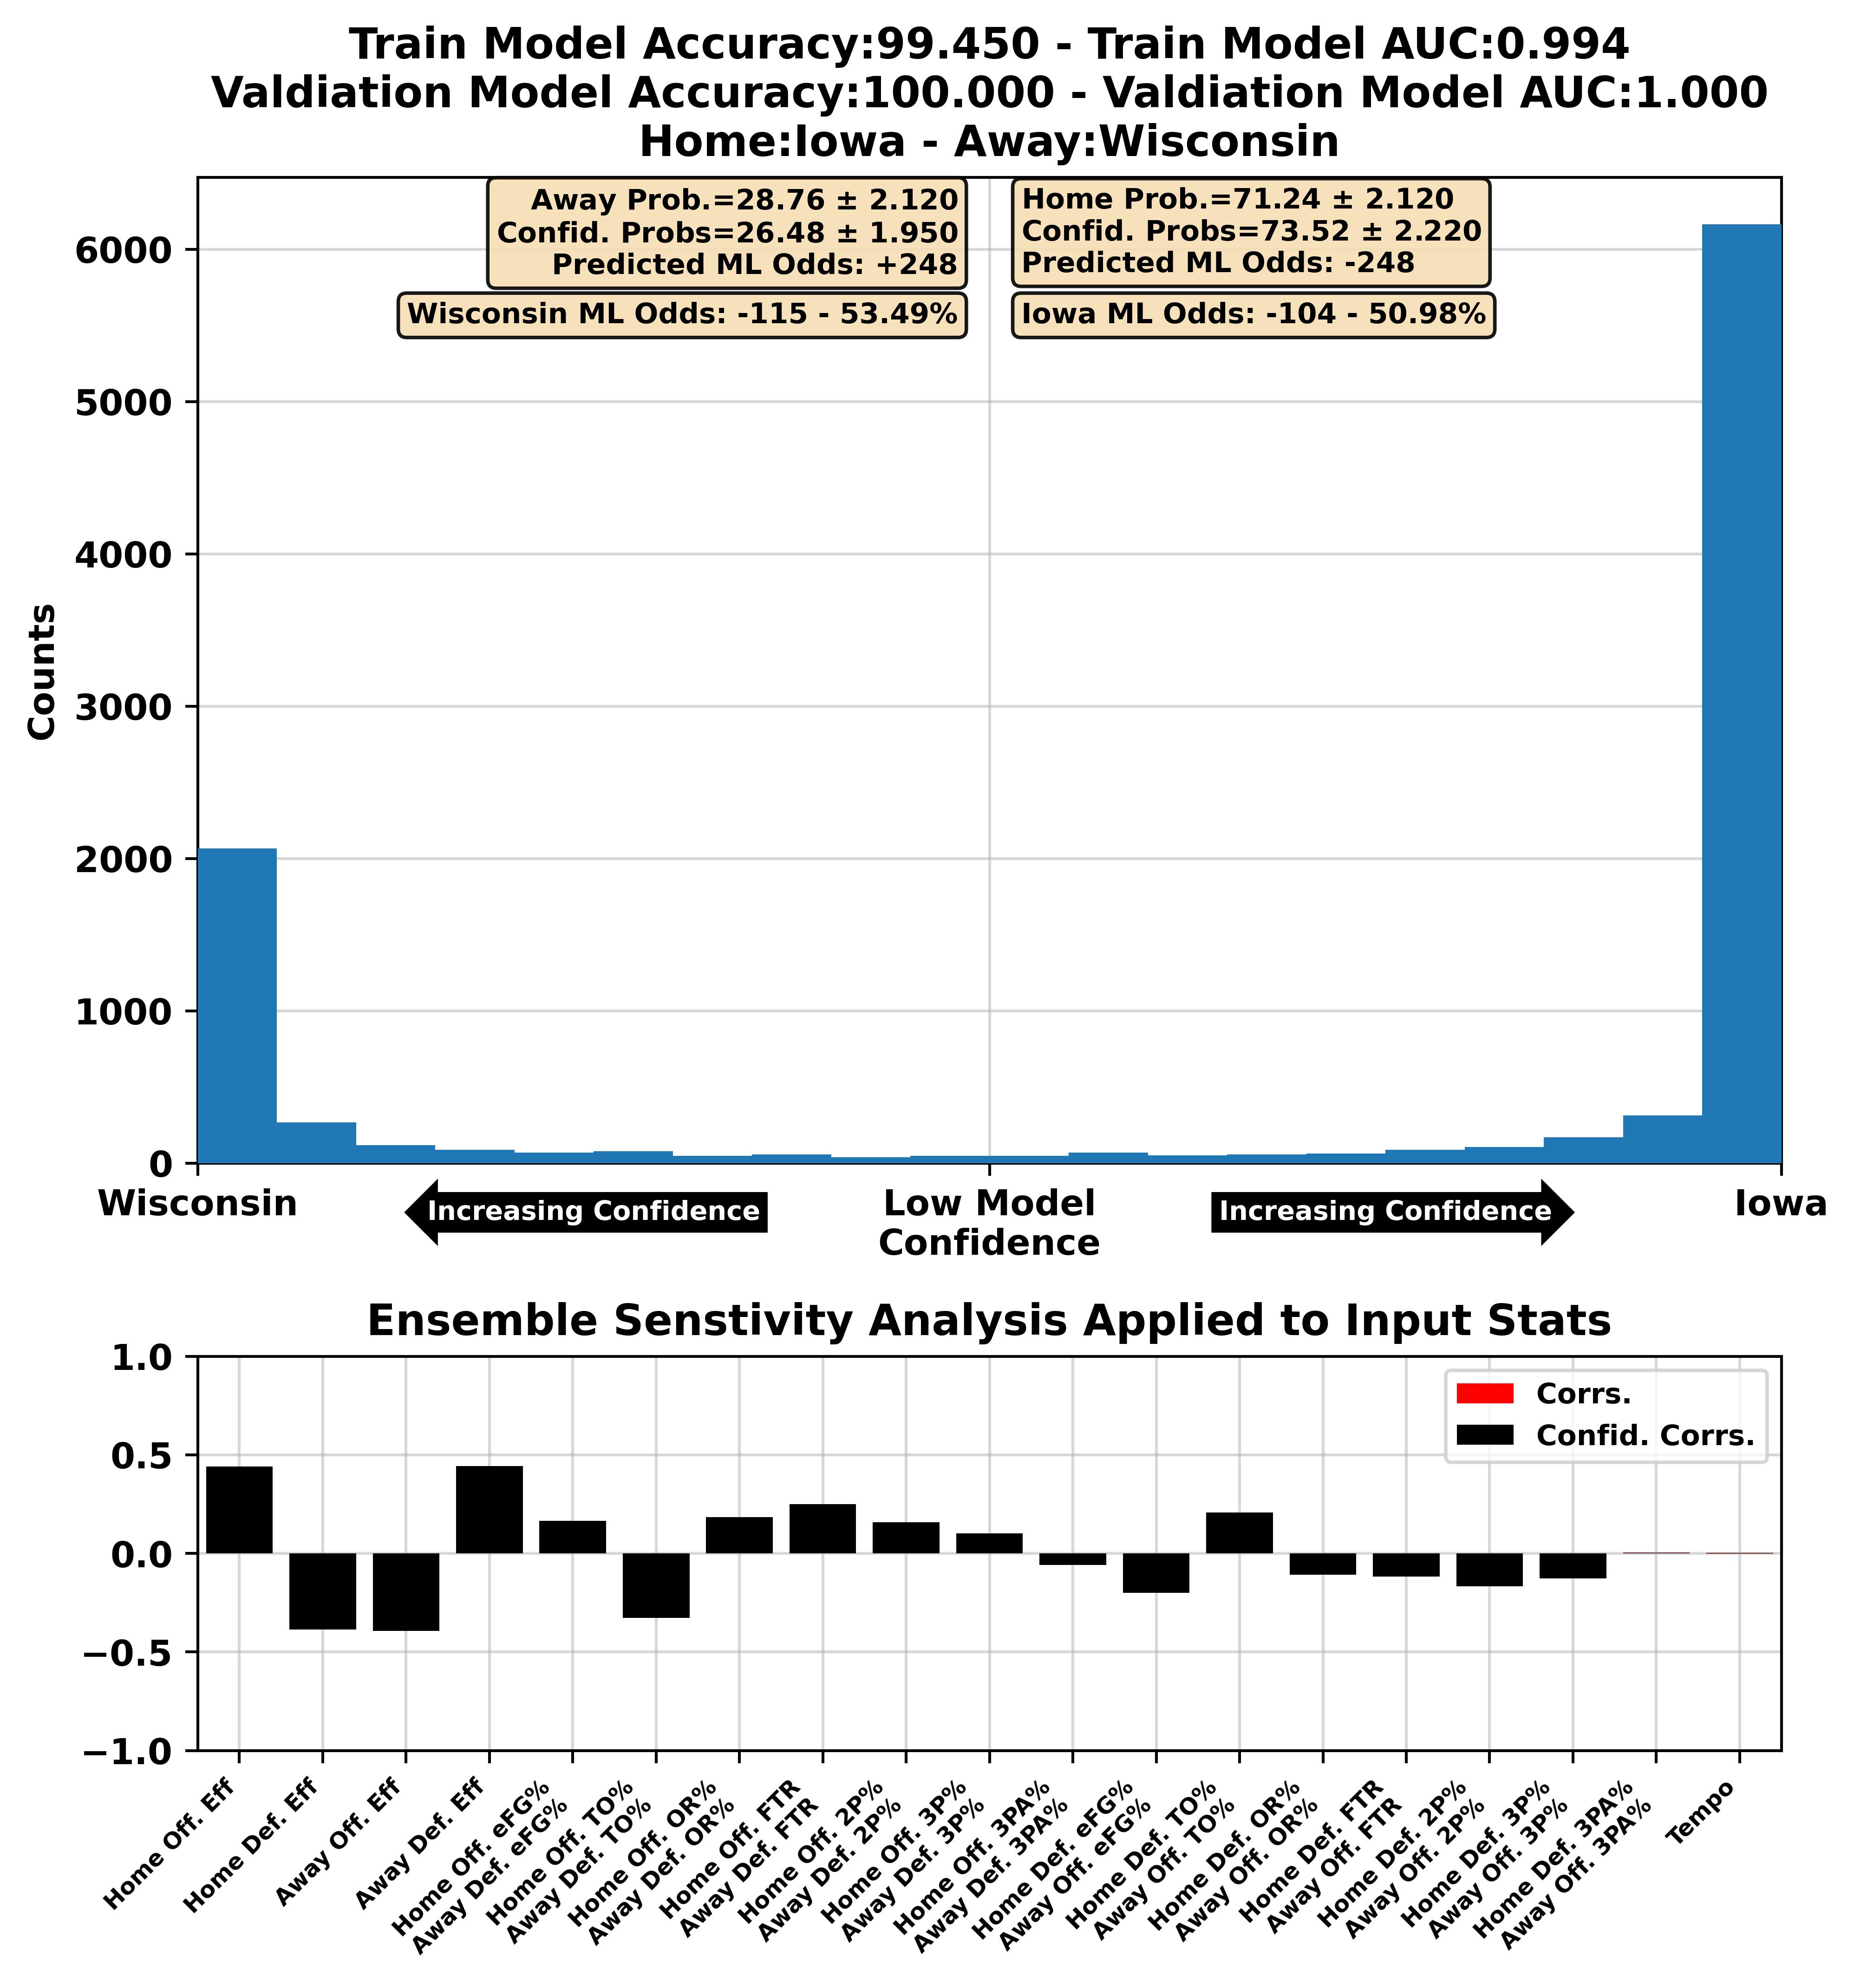 Train Model Accuracy:99.450 - Train Model AUC:0.994
Valdiation Model Accuracy:100.000 - Valdiation Model AUC:1.000
Home:Iowa - Away:Wisconsin
Away Prob.=28.76 ± 2.120
Confid. Probs=26.48 ± 1.950
Predicted ML Odds: +248
Wisconsin ML Odds: -115 - 53.49%
Home Prob.=71.24 ± 2.120
Confid. Probs=73.52 ± 2.220
Predicted ML Odds: -248
Iowa ML Odds: -104 - 50.98%
Counts
6000
5000
4000
3000
2000
1000
0
Wisconsin
Increasing Confidence
Low Model
Confidence
Increasing Confidence
Iowa
Ensemble Senstivity Analysis Applied to Input Stats
1.0
0.5
0.0
−0.5
−1.0
Corrs.
Confid. Corrs.
Home Off. Eff
Home Def. Eff
Away Off. Eff
Away Def. Eff
Home Off. eFG%
Away Def. eFG%
Home Off. TO%
Away Def. TO%
Home Off. OR%
Away Def. OR%
Home Off. FTR
Away Def. FTR
Home Off. 2P%
Away Def. 2P%
Home Off. 3P%
Away Def. 3P%
Home Off. 3PA%
Away Def. 3PA%
Home Def. eFG%
Away Off. eFG%
Home Def. TO%
Away Off. TO%
Home Def. OR%
Away Off. OR%
Home Def. FTR
Away Off. FTR
Home Def. 2P%
Away Off. 2P%
Home Def. 3P%
Away Off. 3P%
Home Def. 3PA%
Away Off. 3PA%
Tempo